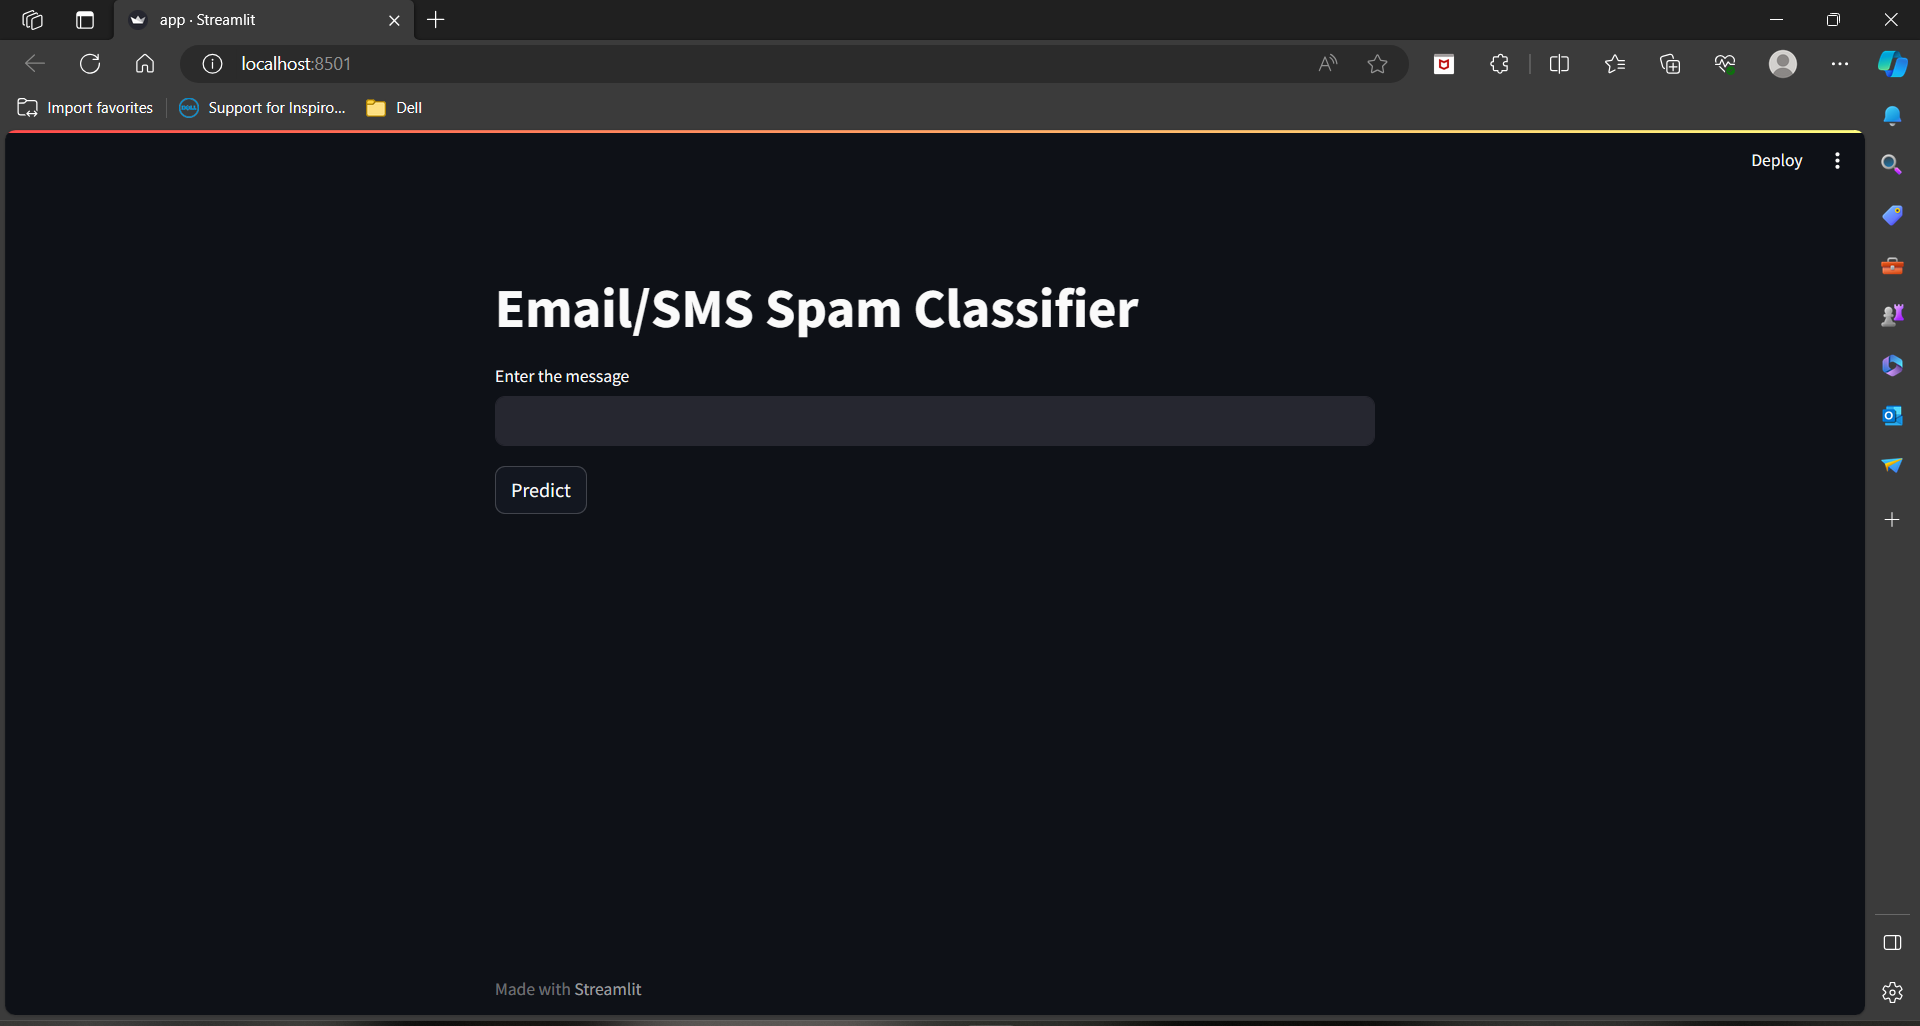 app · Streamlit
localhost:8501
Import favorites
Support for Inspiro...
Dell
Deploy
Email/SMS Spam Classifier
Enter the message
Predict
Made with Streamlit